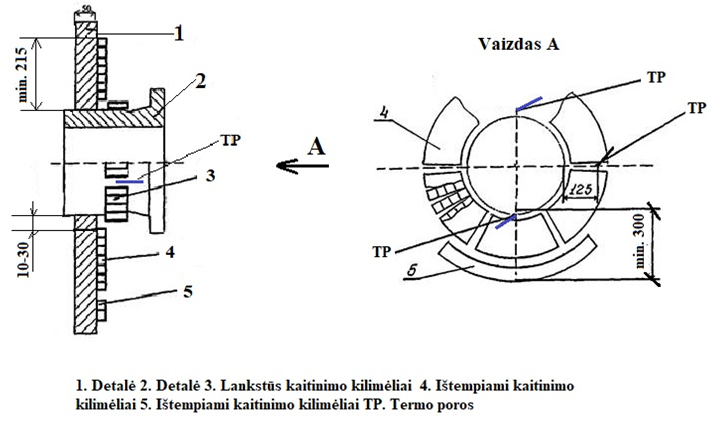 50
1
min. 215
2
TP
3
10-30
4
5
A
Vaizdas A
TP
TP
4
125
TP
min. 300
5
1. Detalė 2. Detalė 3. Lankstūs kaitinimo kilimėliai 4. Ištempiami kaitinimo
kilimėliai 5. Ištempiami kaitinimo kilimėliai TP. Termo poros